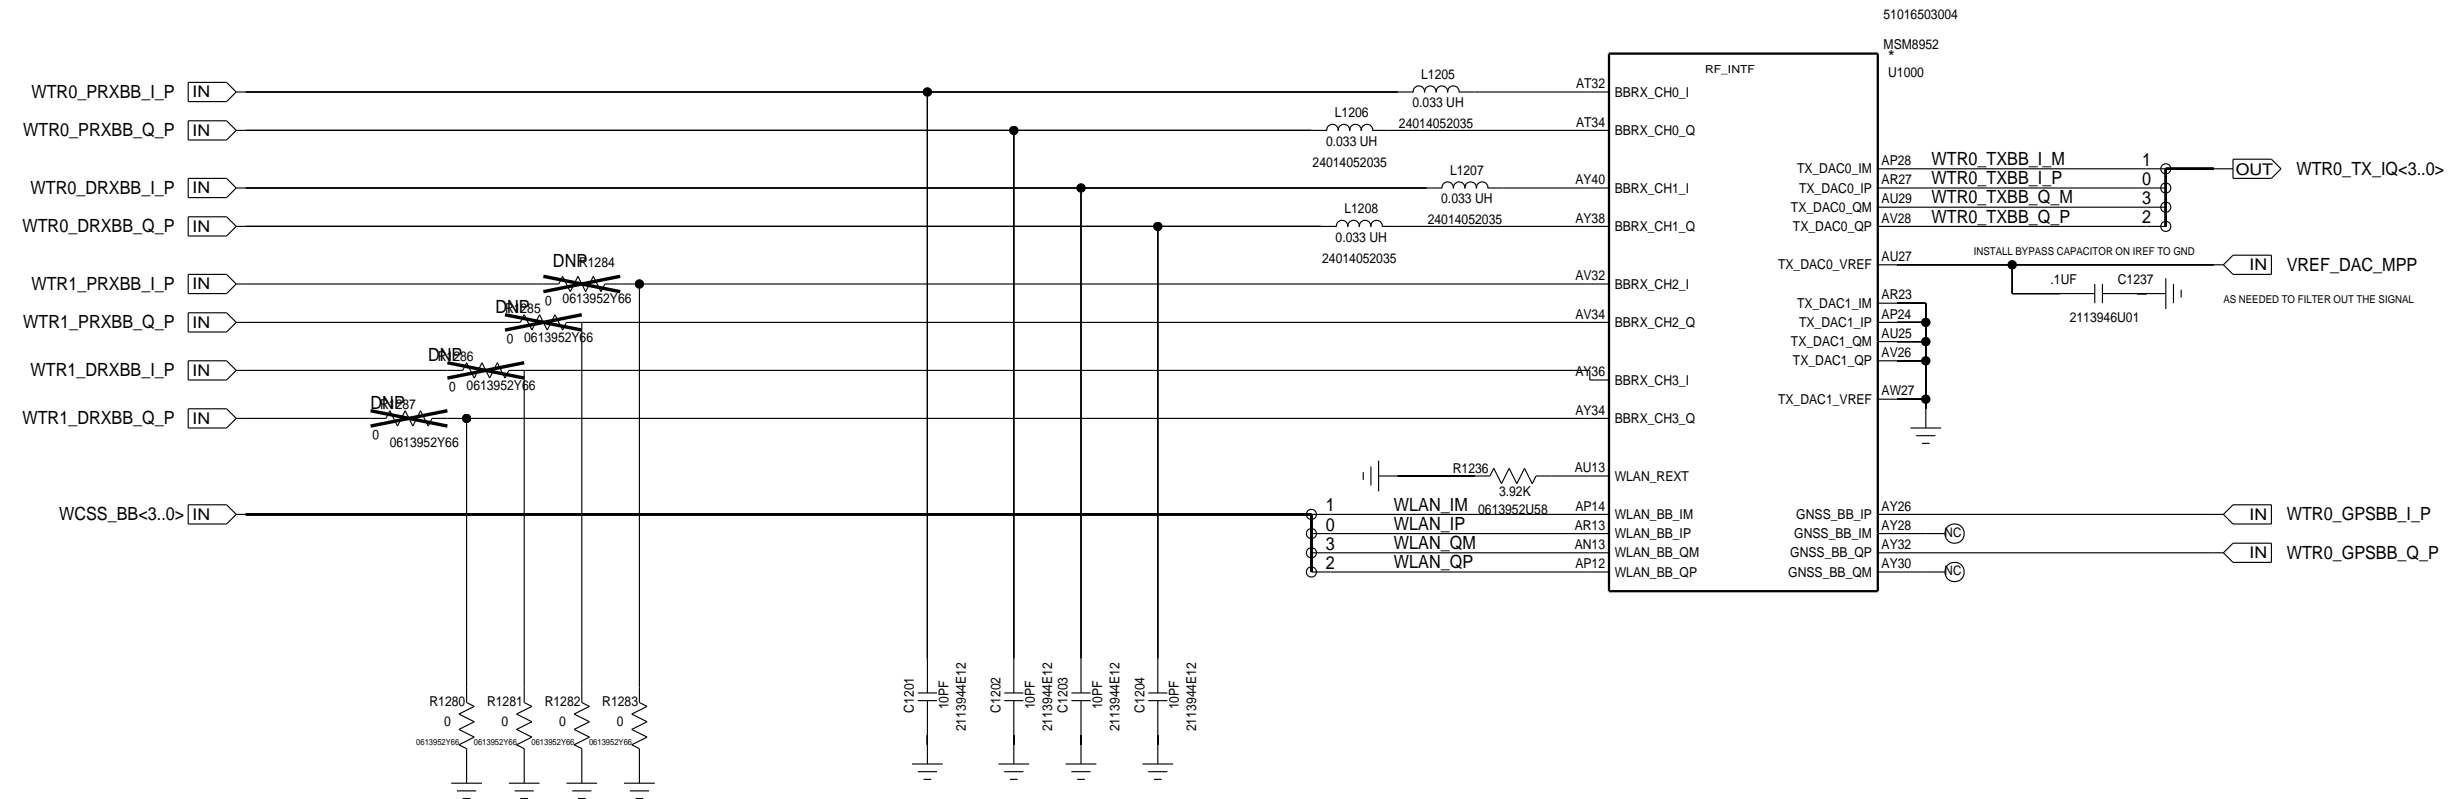 51016503004
MSM8952
*
U1000
RF_INTF
WTR0_PRXBB_I_P IN
L1205
0.033 UH
24014052035
AT32 BBRX_CH0_I
WTR0_PRXBB_Q_P IN
L1206
0.033 UH
24014052035
AT34 BBRX_CH0_Q
WTR0_DRXBB_I_P IN
L1207
0.033 UH
24014052035
AY40 BBRX_CH1_I
WTR0_DRXBB_Q_P IN
L1208
0.033 UH
24014052035
AY38 BBRX_CH1_Q
WTR1_PRXBB_I_P IN
DNP R1284
0 0613952Y66
AV32 BBRX_CH2_I
WTR1_PRXBB_Q_P IN
DNP R1285
0 0613952Y66
AV34 BBRX_CH2_Q
WTR1_DRXBB_I_P IN
DNP R1286
0 0613952Y66
AY36 BBRX_CH3_I
WTR1_DRXBB_Q_P IN
DNP R1287
0 0613952Y66
AY34 BBRX_CH3_Q
R1236
3.92K
0613952U58
AU13 WLAN_REXT
WCSS_BB<3..0> IN
1 WLAN_IM AP14 WLAN_BB_IM
0 WLAN_IP AR13 WLAN_BB_IP
3 WLAN_QM AN13 WLAN_BB_QM
2 WLAN_QP AP12 WLAN_BB_QP
TX_DAC0_IM AP28 WTR0_TXBB_I_M 1
TX_DAC0_IP AR27 WTR0_TXBB_I_P 0
TX_DAC0_QM AU29 WTR0_TXBB_Q_M 3
TX_DAC0_QP AV28 WTR0_TXBB_Q_P 2
OUT WTR0_TX_IQ<3..0>
INSTALL BYPASS CAPACITOR ON IREF TO GND
TX_DAC0_VREF AU27
IN VREF_DAC_MPP
.1UF C1237
2113946U01
AS NEEDED TO FILTER OUT THE SIGNAL
TX_DAC1_IM AR23
TX_DAC1_IP AP24
TX_DAC1_QM AU25
TX_DAC1_QP AV26
TX_DAC1_VREF AW27
GNSS_BB_IP AY26 IN WTR0_GPSBB_I_P
GNSS_BB_IM AY28 NC
GNSS_BB_QP AY32 IN WTR0_GPSBB_Q_P
GNSS_BB_QM AY30 NC
R1280
0
0613952Y66
R1281
0
0613952Y66
R1282
0
0613952Y66
R1283
0
0613952Y66
C1201
10PF
2113944E12
C1202
10PF
2113944E12
C1203
10PF
2113944E12
C1204
10PF
2113944E12